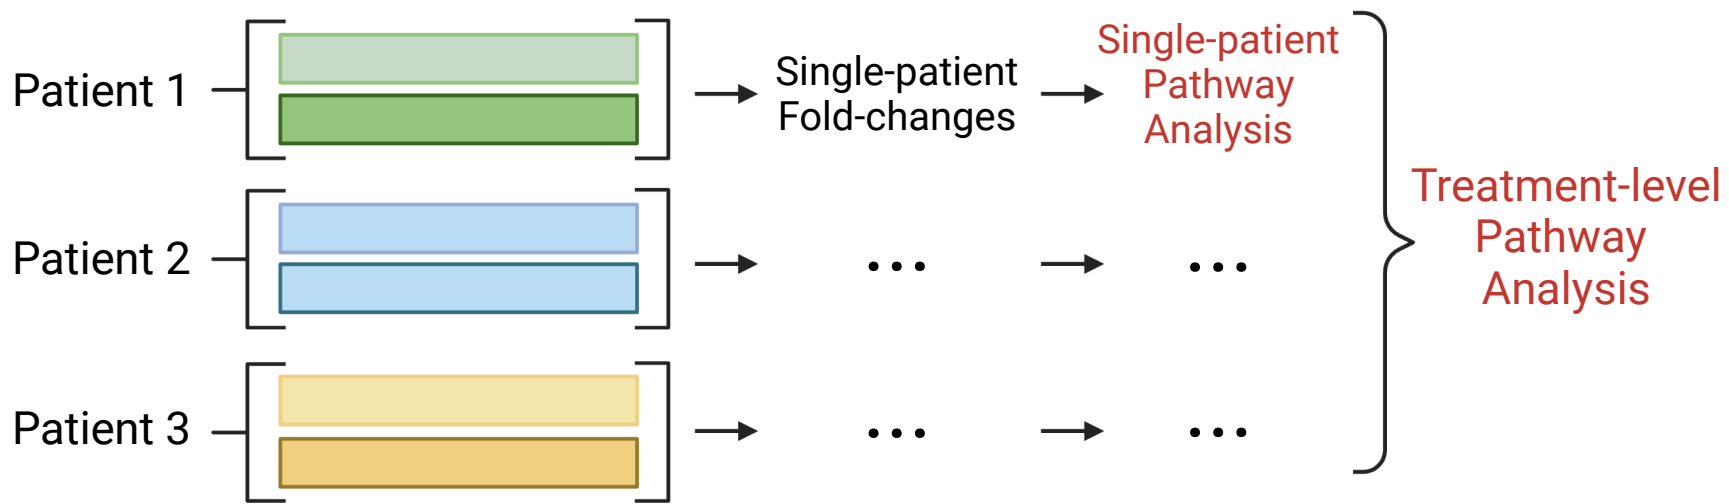 Patient 1
Single-patient
Fold-changes
Single-patient
Pathway
Analysis
Patient 2
...
...
Treatment-level
Pathway
Analysis
Patient 3
...
...